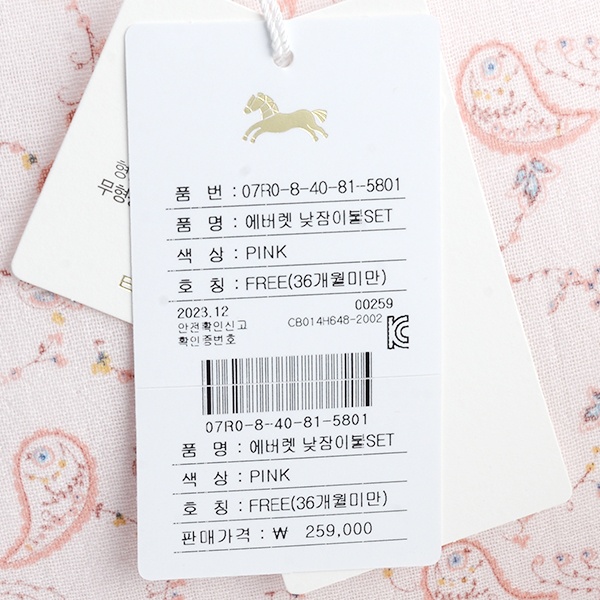 품 번 : 07R0-8-40-81-5801
품 명 : 에버렛 낮잠이불SET
색 상 : PINK
호 칭 : FREE(36개월미만)
2023.12 00259
안전확인신고 CB014H648-2002
확인증번호
07R0-8-40-81-5801
품 명 : 에버렛 낮잠이불SET
색 상 : PINK
호 칭 : FREE(36개월미만)
판매가격 : ₩ 259,000